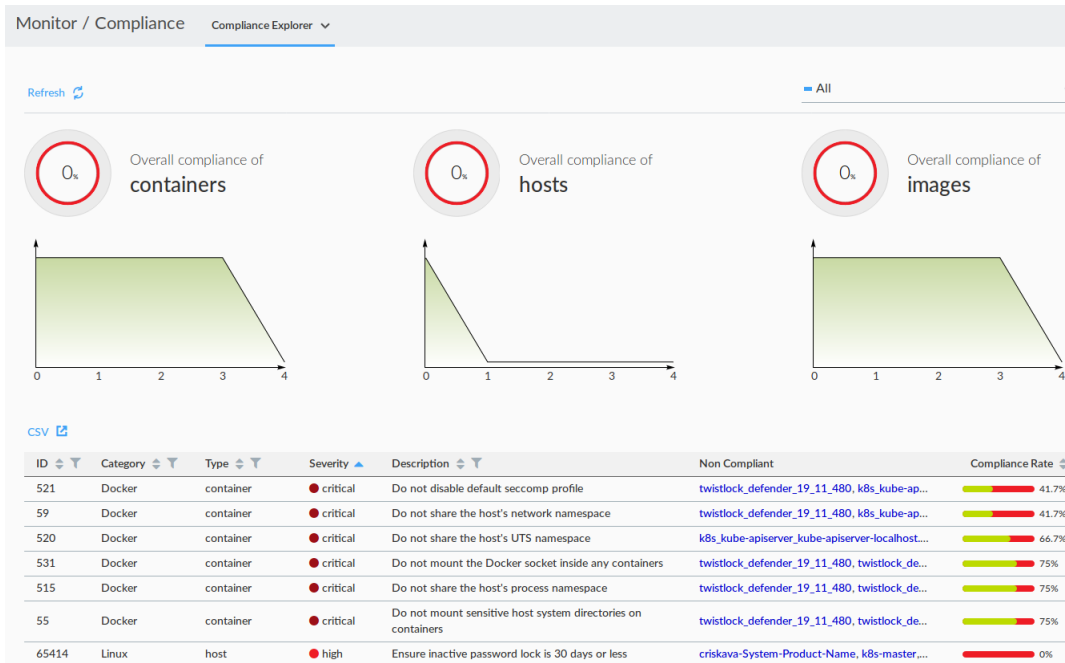 Monitor / Compliance Compliance Explorer
Refresh All
0% Overall compliance of containers
0% Overall compliance of hosts
0% Overall compliance of images
0 1 2 3 4
0 1 2 3 4
0 1 2 3 4
CSV
ID Category Type Severity Description Non Compliant Compliance Rate
521 Docker container critical Do not disable default seccomp profile twistlock_defender_19_11_480, k8s_kube-ap... 41.7%
59 Docker container critical Do not share the host's network namespace twistlock_defender_19_11_480, k8s_kube-ap... 41.7%
520 Docker container critical Do not share the host's UTS namespace k8s_kube-apiserver_kube-apiserver-localhost.... 66.7%
531 Docker container critical Do not mount the Docker socket inside any containers twistlock_defender_19_11_480, twistlock_de... 75%
515 Docker container critical Do not share the host's process namespace twistlock_defender_19_11_480, twistlock_de... 75%
55 Docker container critical Do not mount sensitive host system directories on containers twistlock_defender_19_11_480, twistlock_de... 75%
65414 Linux host high Ensure inactive password lock is 30 days or less criskava-System-Product-Name, k8s-master,... 0%